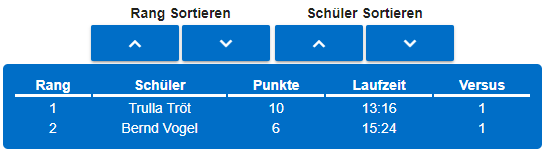 Rang Sortieren Schüler Sortieren
Rang Schüler Punkte Laufzeit Versus
1 Trulla Tröt 10 13:16 1
2 Bernd Vogel 6 15:24 1